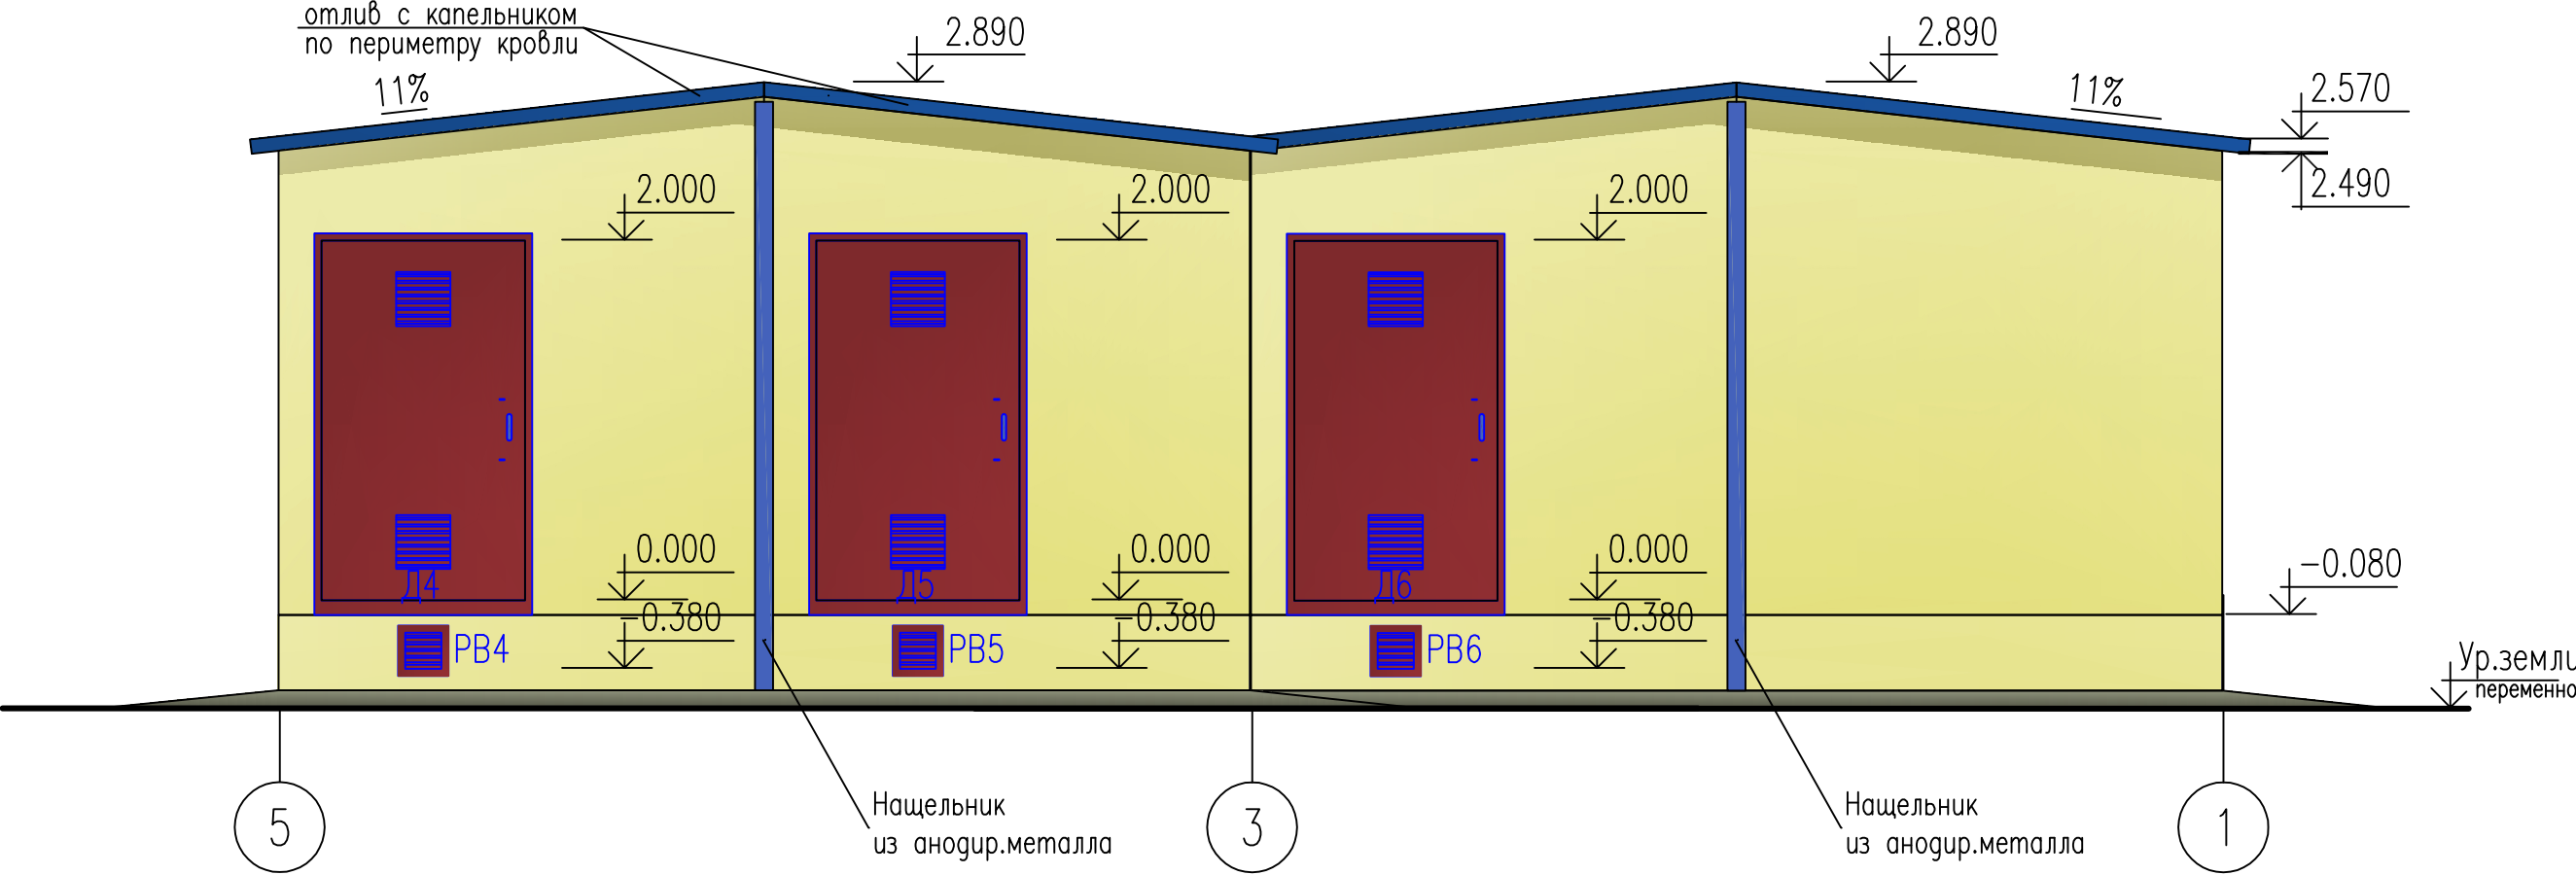 отлив с капельником
по периметру кровли
11%
2.890
2.890
11%
2.570
2.490
2.000
2.000
2.000
0.000
0.000
0.000
-0.080
Д4
Д5
Д6
-0.380
-0.380
-0.380
РВ4
РВ5
РВ6
Ур.земли
переменно
Нащельник
из анодир.металла
Нащельник
из анодир.металла
5
3
1